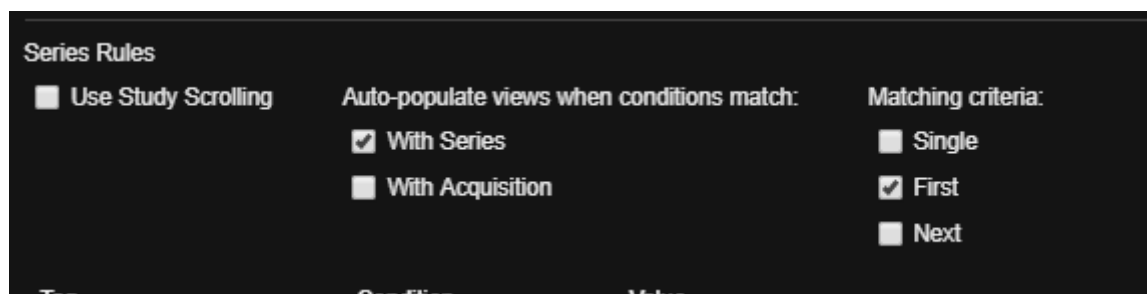 Series Rules
Use Study Scrolling Auto-populate views when conditions match: Matching criteria:
With Series Single
With Acquisition First
Next